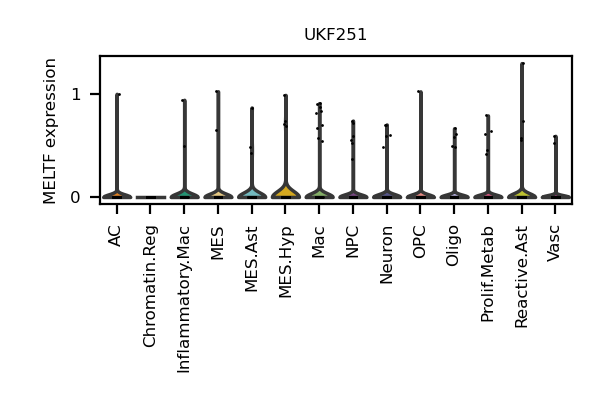 UKF251
MELTF expression
1
0
AC
Chromatin.Reg
Inflammatory.Mac
MES
MES.Ast
MES.Hyp
Mac
NPC
Neuron
OPC
Oligo
Prolif.Metab
Reactive.Ast
Vasc